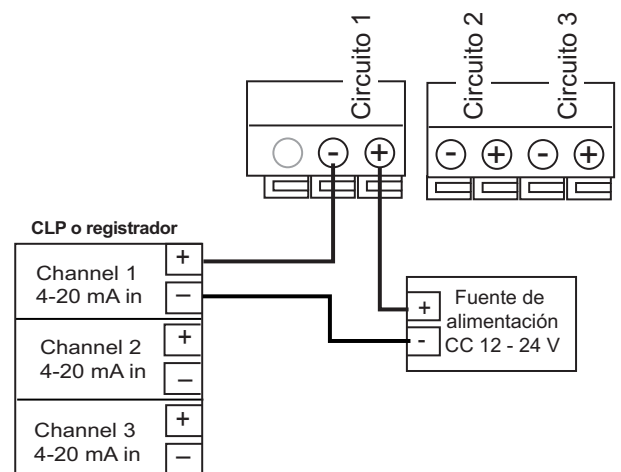 Circuito 1
Circuito 2
Circuito 3
- +
- + - +
CLP o registrador
Channel 1
4-20 mA in
+
–
Channel 2
4-20 mA in
+
–
Channel 3
4-20 mA in
+
–
+
-
Fuente de
alimentación
CC 12 - 24 V